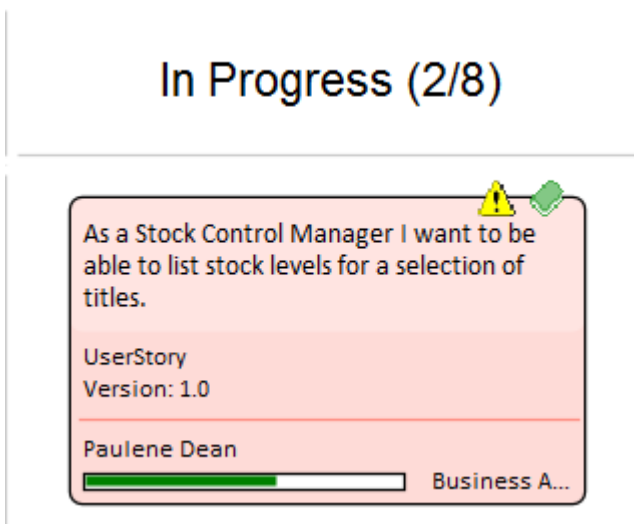 In Progress (2/8)
As a Stock Control Manager I want to be
able to list stock levels for a selection of
titles.
UserStory
Version: 1.0
Paulene Dean
Business A...